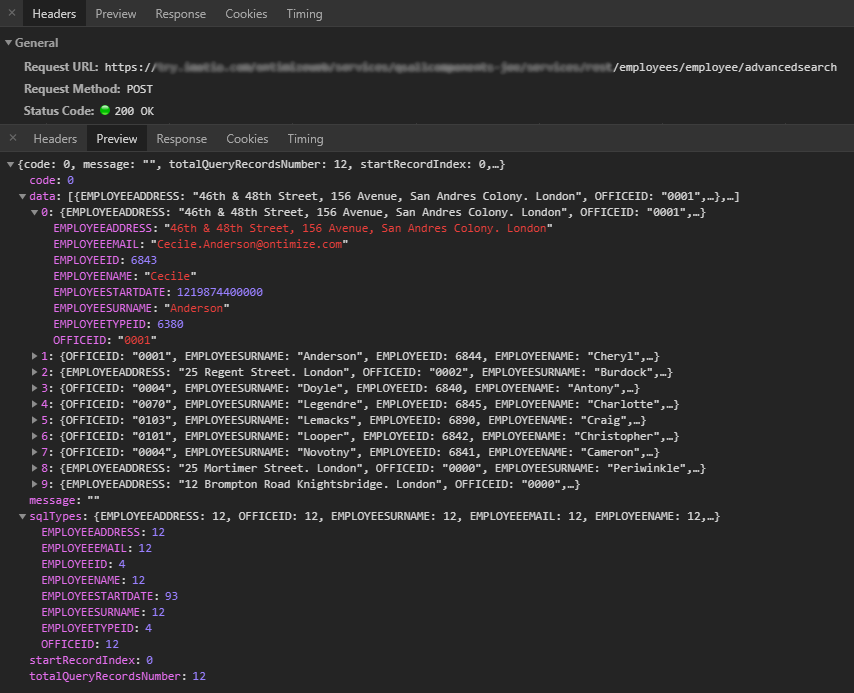 × Headers Preview Response Cookies Timing
General
Request URL: https:// /employees/employee/advancedsearch
Request Method: POST
Status Code: 200 OK
× Headers Preview Response Cookies Timing
{code: 0, message: "", totalQueryRecordsNumber: 12, startRecordIndex: 0,…}
code: 0
data: [{EMPLOYEEADDRESS: "46th & 48th Street, 156 Avenue, San Andres Colony. London", OFFICEID: "0001",…},…]
0: {EMPLOYEEADDRESS: "46th & 48th Street, 156 Avenue, San Andres Colony. London", OFFICEID: "0001",…}
EMPLOYEEADDRESS: "46th & 48th Street, 156 Avenue, San Andres Colony. London"
EMPLOYEEEMAIL: "Cecile.Anderson@ontimize.com"
EMPLOYEEID: 6843
EMPLOYEENAME: "Cecile"
EMPLOYEESTARTDATE: 1219874400000
EMPLOYEESURNAME: "Anderson"
EMPLOYEETYPEID: 6380
OFFICEID: "0001"
1: {OFFICEID: "0001", EMPLOYEESURNAME: "Anderson", EMPLOYEEID: 6844, EMPLOYEENAME: "Cheryl",…}
2: {EMPLOYEEADDRESS: "25 Regent Street. London", OFFICEID: "0002", EMPLOYEESURNAME: "Burdock",…}
3: {OFFICEID: "0004", EMPLOYEESURNAME: "Doyle", EMPLOYEEID: 6840, EMPLOYEENAME: "Antony",…}
4: {OFFICEID: "0070", EMPLOYEESURNAME: "Legendre", EMPLOYEEID: 6845, EMPLOYEENAME: "Charlotte",…}
5: {OFFICEID: "0103", EMPLOYEESURNAME: "Lemacks", EMPLOYEEID: 6890, EMPLOYEENAME: "Craig",…}
6: {OFFICEID: "0101", EMPLOYEESURNAME: "Looper", EMPLOYEEID: 6842, EMPLOYEENAME: "Christopher",…}
7: {OFFICEID: "0004", EMPLOYEESURNAME: "Novotny", EMPLOYEEID: 6841, EMPLOYEENAME: "Cameron",…}
8: {EMPLOYEEADDRESS: "25 Mortimer Street. London", OFFICEID: "0000", EMPLOYEESURNAME: "Periwinkle",…}
9: {EMPLOYEEADDRESS: "12 Brompton Road Knightsbridge. London", OFFICEID: "0000",…}
message: ""
sqlTypes: {EMPLOYEEADDRESS: 12, OFFICEID: 12, EMPLOYEESURNAME: 12, EMPLOYEEEMAIL: 12, EMPLOYEENAME: 12,…}
EMPLOYEEADDRESS: 12
EMPLOYEEEMAIL: 12
EMPLOYEEID: 4
EMPLOYEENAME: 12
EMPLOYEESTARTDATE: 93
EMPLOYEESURNAME: 12
EMPLOYEETYPEID: 4
OFFICEID: 12
startRecordIndex: 0
totalQueryRecordsNumber: 12